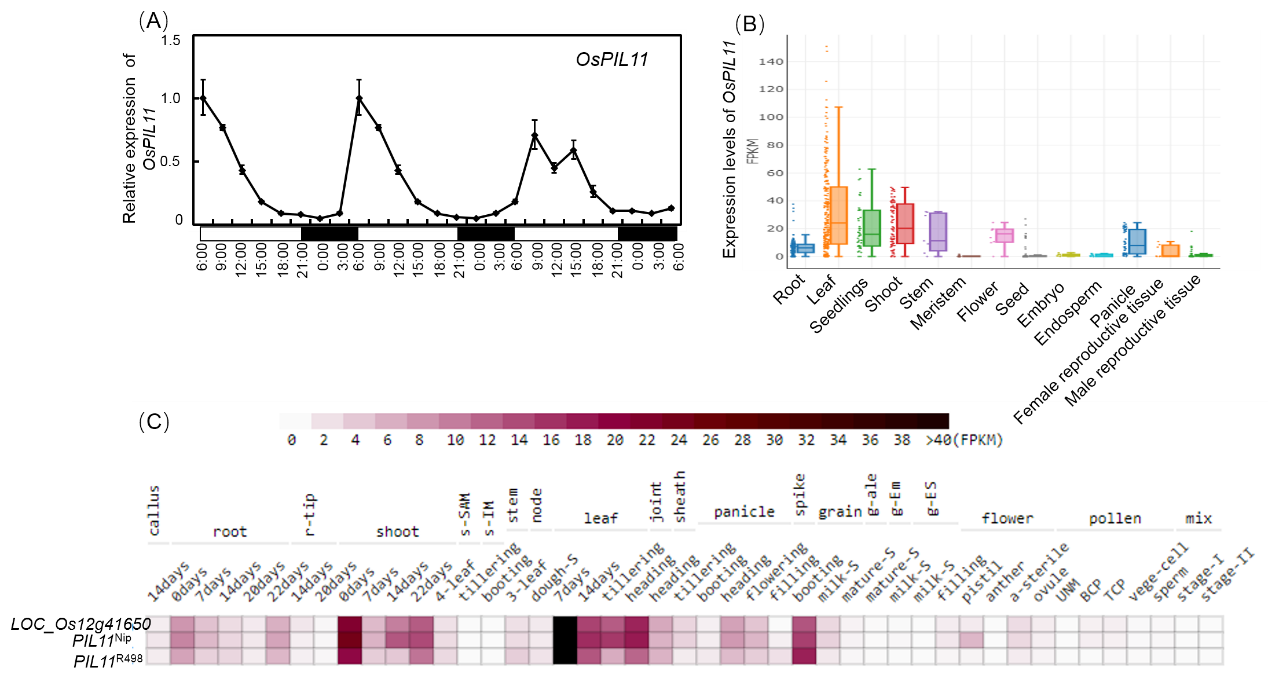 (A)
OsPIL11
Relative expression of
OsPIL11
1.5
1.0
0.5
0
6:00 9:00 12:00 15:00 18:00 21:00 0:00 3:00 6:00 9:00 12:00 15:00 18:00 21:00 0:00 3:00 6:00 9:00 12:00 15:00 18:00 21:00 0:00 3:00 6:00
(B)
Expression levels of OsPIL11
FPKM
140
120
100
80
60
40
20
0
Root Leaf Seedlings Shoot Stem Meristem Flower Seed Embryo Endosperm Panicle Female reproductive tissue Male reproductive tissue
(C)
0 2 4 6 8 10 12 14 16 18 20 22 24 26 28 30 32 34 36 38 >40(FPKM)
callus root r-tip shoot s-SAM s-IM stem node leaf joint sheath panicle spike grain g-ale g-Em g-ES flower pollen mix
14days 0days 7days 14days 20days 22days 14days 20days 0days 7days 14days 22days 4-leaf tillering booting 3-leaf dough-S 7days 14days tillering heading heading tillering booting heading flowering filling booting milk-S mature-S mature-S milk-S milk-S filling pistil anther a-sterile ovule UNM BCP TCP vege-cell sperm stage-I stage-II
LOC_Os12g41650
PIL11Nip
PIL11R498